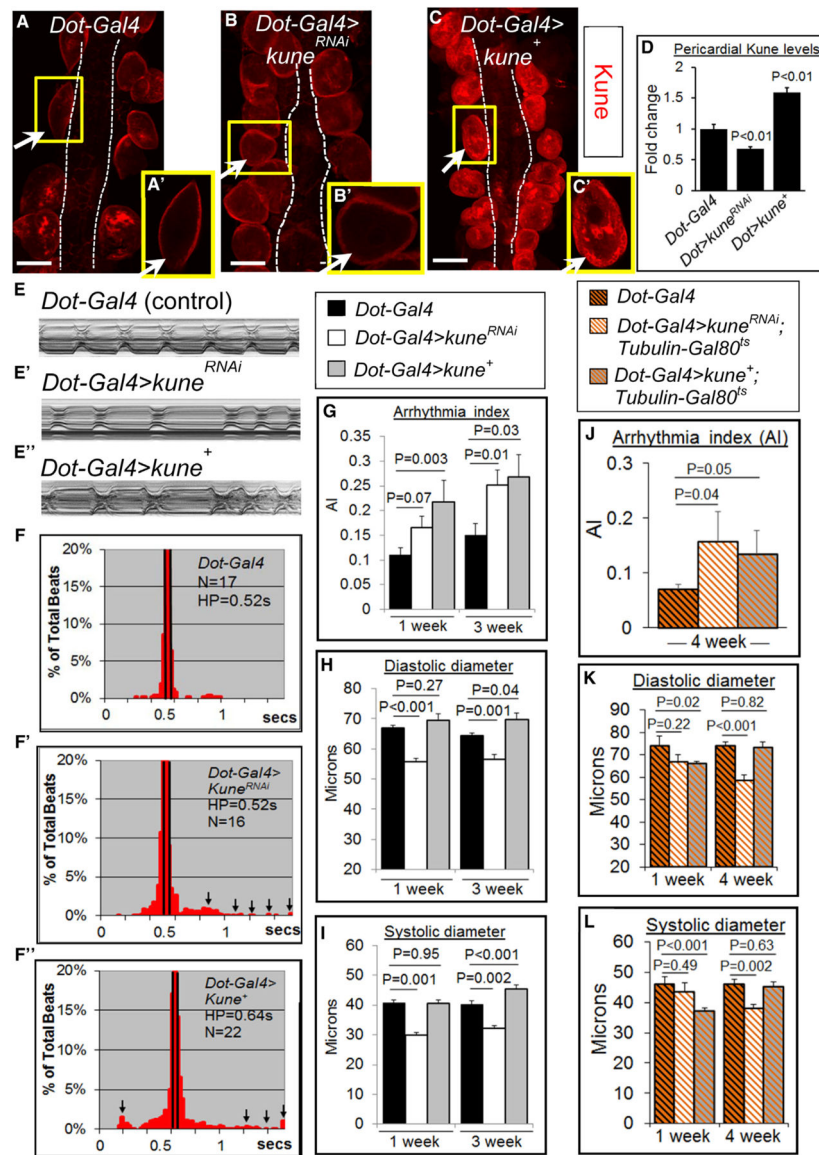 A
Dot-Gal4
A'
B
Dot-Gal4>
kune RNAi
B'
C
Dot-Gal4>
kune +
C'
Kune
D
Pericardial Kune levels
Fold change
2
1.5
1
0.5
0
P<0.01
P<0.01
Dot-Gal4
Dot>kune RNAi
Dot>kune+
E
Dot-Gal4 (control)
E'
Dot-Gal4>kune RNAi
E''
Dot-Gal4>kune +
F
% of Total Beats
20%
15%
10%
5%
0%
Dot-Gal4
N=17
HP=0.52s
0 0.5 1 secs
F'
% of Total Beats
20%
15%
10%
5%
0%
Dot-Gal4>
Kune RNAi
HP=0.52s
N=16
0 0.5 1 secs
F''
% of Total Beats
20%
15%
10%
5%
0%
Dot-Gal4>
Kune+
HP=0.64s
N=22
0 0.5 1 secs
Dot-Gal4
Dot-Gal4>kune RNAi
Dot-Gal4>kune+
G
Arrhythmia index
AI
0.35
0.3
0.25
0.2
0.15
0.1
0.05
0
P=0.003
P=0.07
P=0.03
P=0.01
1 week 3 week
H
Diastolic diameter
Microns
80
70
60
50
40
30
20
P=0.27
P<0.001
P=0.04
P=0.001
1 week 3 week
I
Systolic diameter
Microns
60
50
40
30
20
10
0
P=0.95
P=0.001
P<0.001
P=0.002
1 week 3 week
Dot-Gal4
Dot-Gal4>kune RNAi;
Tubulin-Gal80 ts
Dot-Gal4>kune+;
Tubulin-Gal80 ts
J
Arrhythmia index (AI)
AI
0.3
0.2
0.1
0
P=0.05
P=0.04
4 week
K
Diastolic diameter
Microns
90
80
70
60
50
40
30
20
P=0.02
P=0.22
P=0.82
P<0.001
1 week 4 week
L
Systolic diameter
Microns
60
50
40
30
20
10
0
P<0.001
P=0.49
P=0.63
P=0.002
1 week 4 week